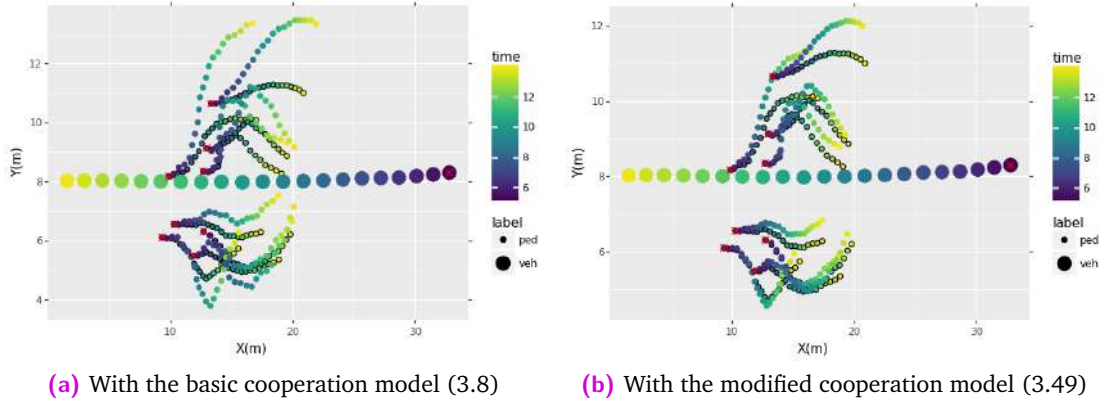 12
10
8
6
4
Y(m)
10
20
30
X(m)
time
12
10
8
6
label
ped
veh
(a) With the basic cooperation model (3.8)
12
10
8
6
Y(m)
10
20
30
X(m)
time
12
10
8
6
label
ped
veh
(b) With the modified cooperation model (3.49)